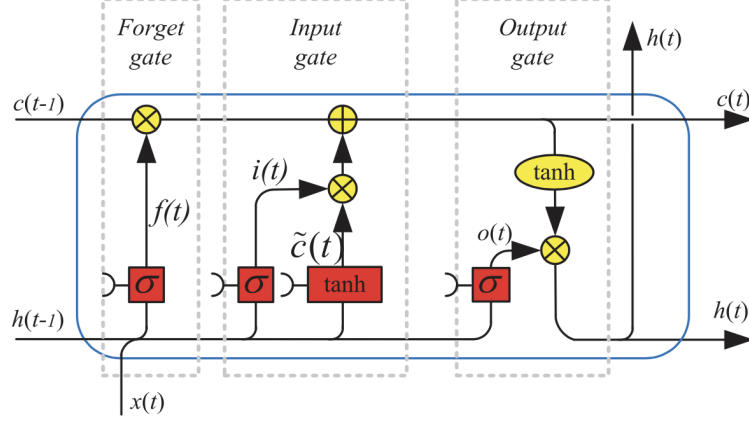 Forget
gate
Input
gate
Output
gate
h(t)
c(t-1)
c(t)
tanh
i(t)
f(t)
o(t)
c̃(t)
σ
σ
tanh
σ
h(t-1)
h(t)
x(t)